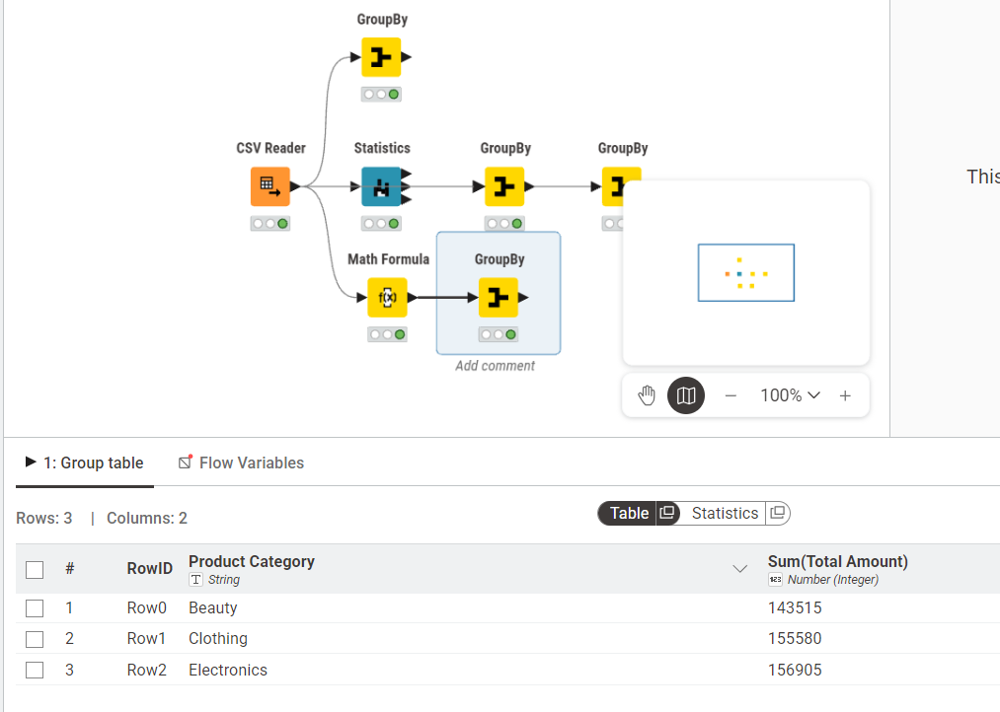 GroupBy
CSV Reader
Statistics
GroupBy
GroupBy
This
Math Formula
GroupBy
f(x)
Add comment
100%
1: Group table
Flow Variables
Rows: 3 | Columns: 2
Table
Statistics
# RowID Product Category Sum(Total Amount)
T String 123 Number (Integer)
1 Row0 Beauty 143515
2 Row1 Clothing 155580
3 Row2 Electronics 156905